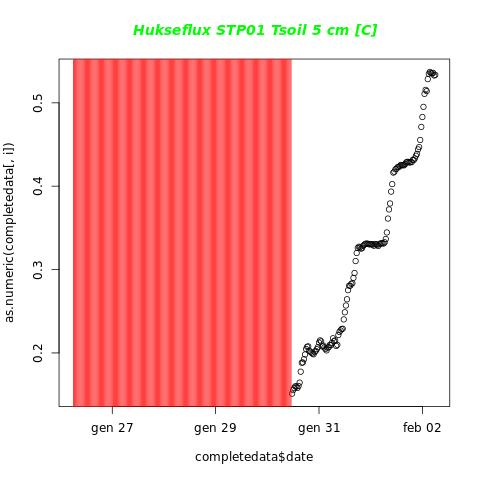 Hukseflux STP01 Tsoil 5 cm [C]
as.numeric(completedata[, i])
0.5
0.4
0.3
0.2
gen 27 gen 29 gen 31 feb 02
completedata$date